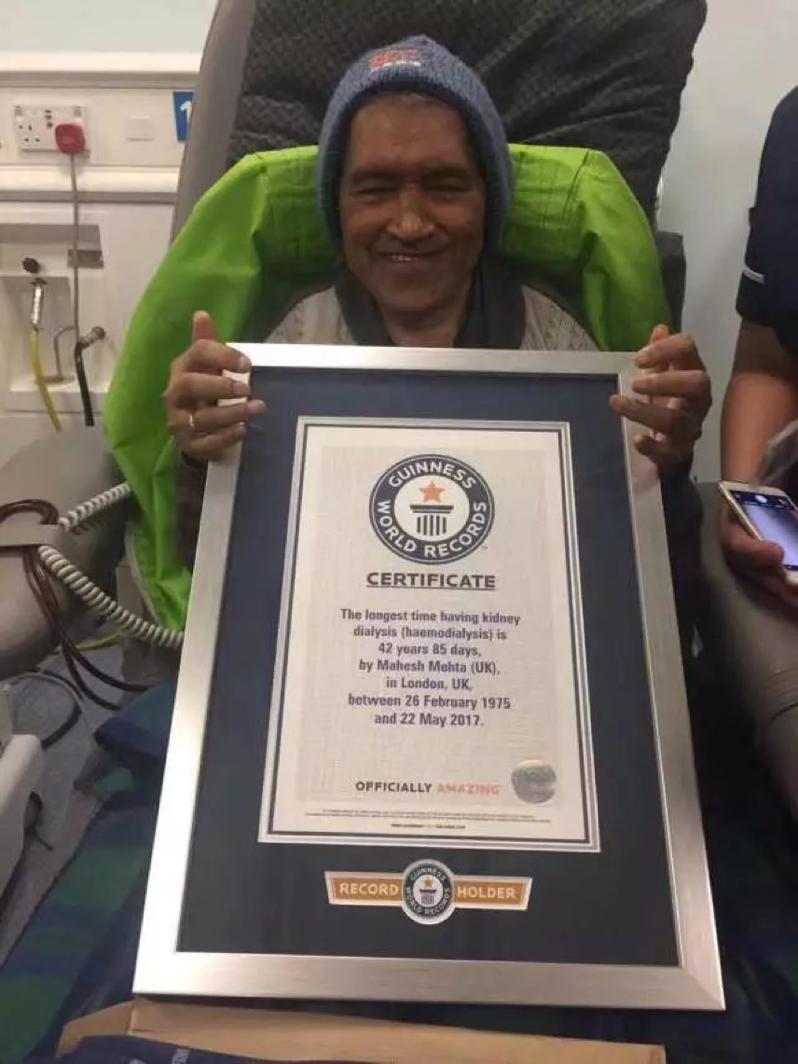 GUINNESS
WORLD RECORDS
CERTIFICATE
The longest time having kidney
dialysis (haemodialysis) is
42 years 85 days,
by Mahesh Mehta (UK),
in London, UK,
between 26 February 1975
and 22 May 2017.
OFFICIALLY AMAZING
RECORD
GUINNESS
WORLD RECORDS
HOLDER